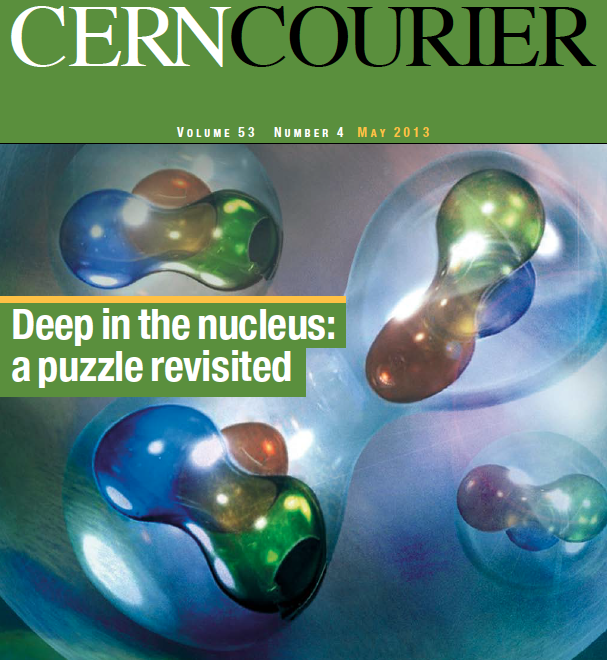 CERNCOURIER
VOLUME 53 NUMBER 4 MAY 2013
Deep in the nucleus:
a puzzle revisited